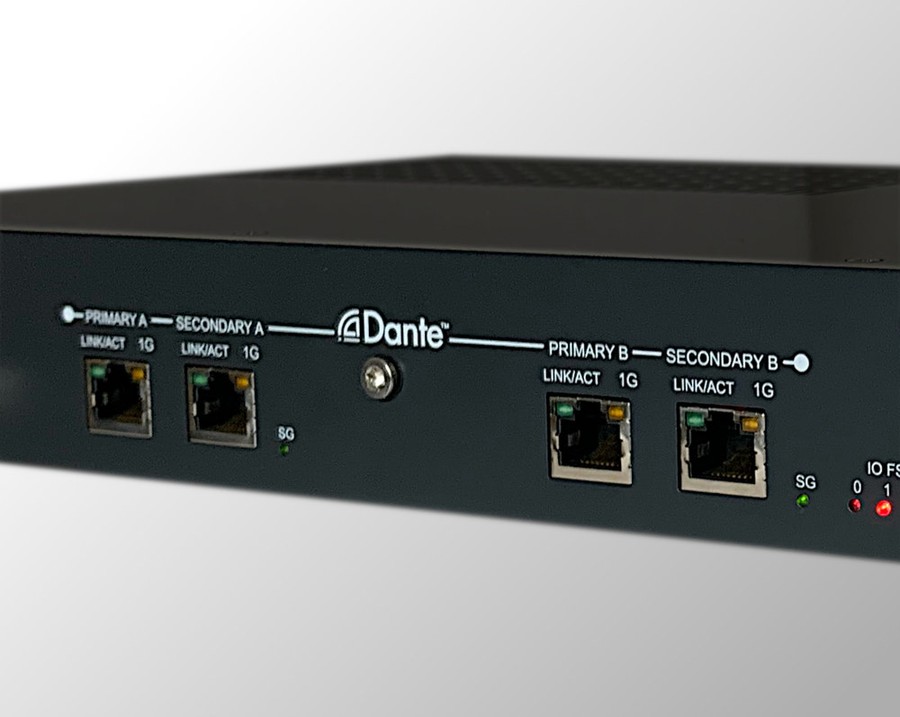 PRIMARY A SECONDARY A Dante™ PRIMARY B SECONDARY B
LINK/ACT 1G LINK/ACT 1G LINK/ACT 1G LINK/ACT 1G
SG SG IO FS
0 1